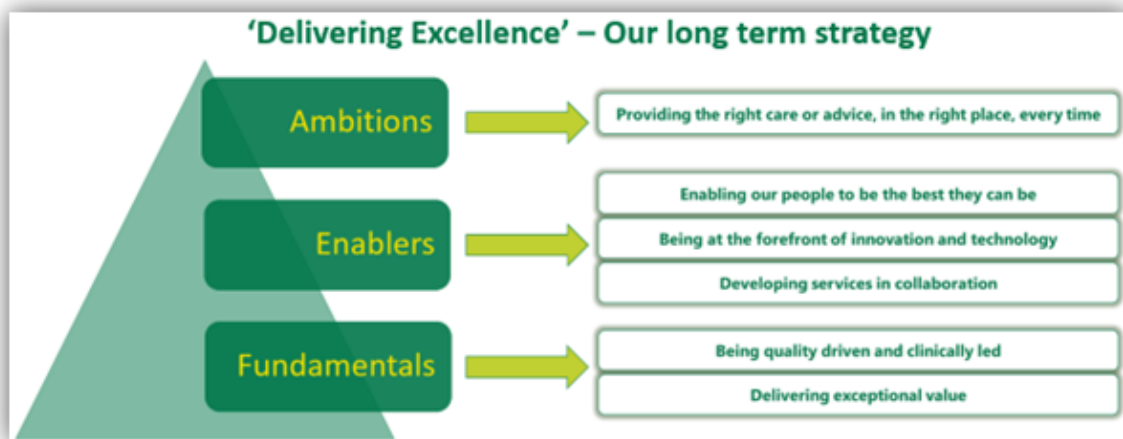 ‘Delivering Excellence’ – Our long term strategy
Ambitions
Providing the right care or advice, in the right place, every time
Enablers
Enabling our people to be the best they can be
Being at the forefront of innovation and technology
Developing services in collaboration
Fundamentals
Being quality driven and clinically led
Delivering exceptional value